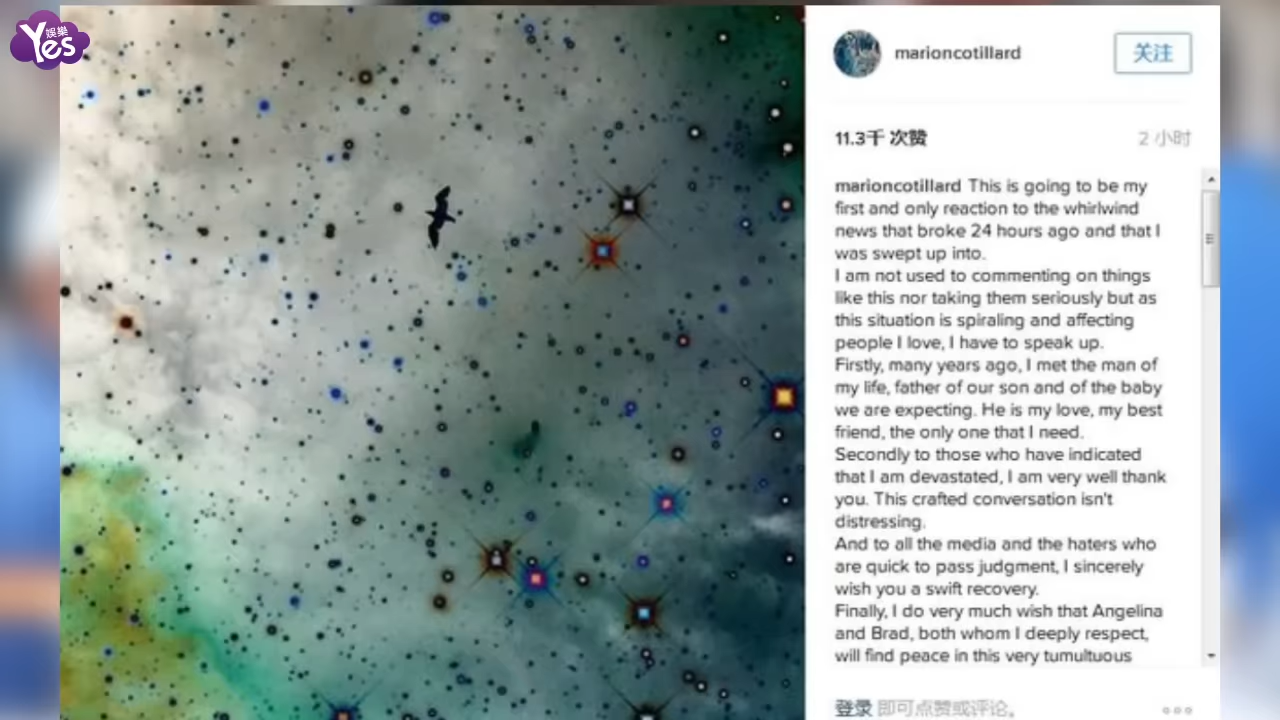 Yes 娛樂
marioncotillard
关注
11.3千 次赞
2 小时
marioncotillard This is going to be my
first and only reaction to the whirlwind
news that broke 24 hours ago and that I
was swept up into.
I am not used to commenting on things
like this nor taking them seriously but as
this situation is spiraling and affecting
people I love, I have to speak up.
Firstly, many years ago, I met the man of
my life, father of our son and of the baby
we are expecting. He is my love, my best
friend, the only one that I need.
Secondly to those who have indicated
that I am devastated, I am very well thank
you. This crafted conversation isn't
distressing.
And to all the media and the haters who
are quick to pass judgment, I sincerely
wish you a swift recovery.
Finally, I do very much wish that Angelina
and Brad, both whom I deeply respect,
will find peace in this very tumultuous
登录 即可点赞或评论。